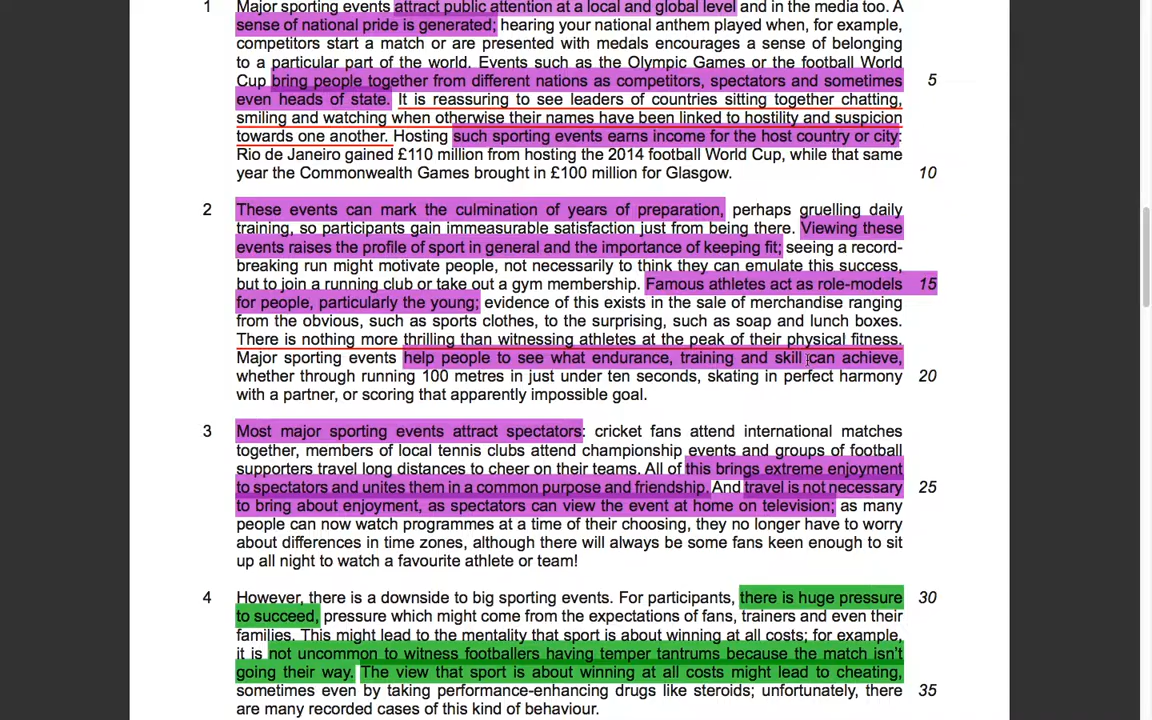 1 Major sporting events attract public attention at a local and global level and in the media too. A
sense of national pride is generated; hearing your national anthem played when, for example,
competitors start a match or are presented with medals encourages a sense of belonging
to a particular part of the world. Events such as the Olympic Games or the football World
Cup bring people together from different nations as competitors, spectators and sometimes 5
even heads of state. It is reassuring to see leaders of countries sitting together chatting,
smiling and watching when otherwise their names have been linked to hostility and suspicion
towards one another. Hosting such sporting events earns income for the host country or city:
Rio de Janeiro gained £110 million from hosting the 2014 football World Cup, while that same
year the Commonwealth Games brought in £100 million for Glasgow. 10
2 These events can mark the culmination of years of preparation, perhaps gruelling daily
training, so participants gain immeasurable satisfaction just from being there. Viewing these
events raises the profile of sport in general and the importance of keeping fit; seeing a record-
breaking run might motivate people, not necessarily to think they can emulate this success,
but to join a running club or take out a gym membership. Famous athletes act as role-models 15
for people, particularly the young; evidence of this exists in the sale of merchandise ranging
from the obvious, such as sports clothes, to the surprising, such as soap and lunch boxes.
There is nothing more thrilling than witnessing athletes at the peak of their physical fitness.
Major sporting events help people to see what endurance, training and skill can achieve,
whether through running 100 metres in just under ten seconds, skating in perfect harmony 20
with a partner, or scoring that apparently impossible goal.
3 Most major sporting events attract spectators: cricket fans attend international matches
together, members of local tennis clubs attend championship events and groups of football
supporters travel long distances to cheer on their teams. All of this brings extreme enjoyment
to spectators and unites them in a common purpose and friendship. And travel is not necessary 25
to bring about enjoyment, as spectators can view the event at home on television; as many
people can now watch programmes at a time of their choosing, they no longer have to worry
about differences in time zones, although there will always be some fans keen enough to sit
up all night to watch a favourite athlete or team!
4 However, there is a downside to big sporting events. For participants, there is huge pressure 30
to succeed, pressure which might come from the expectations of fans, trainers and even their
families. This might lead to the mentality that sport is about winning at all costs; for example,
it is not uncommon to witness footballers having temper tantrums because the match isn't
going their way. The view that sport is about winning at all costs might lead to cheating,
sometimes even by taking performance-enhancing drugs like steroids; unfortunately, there 35
are many recorded cases of this kind of behaviour.